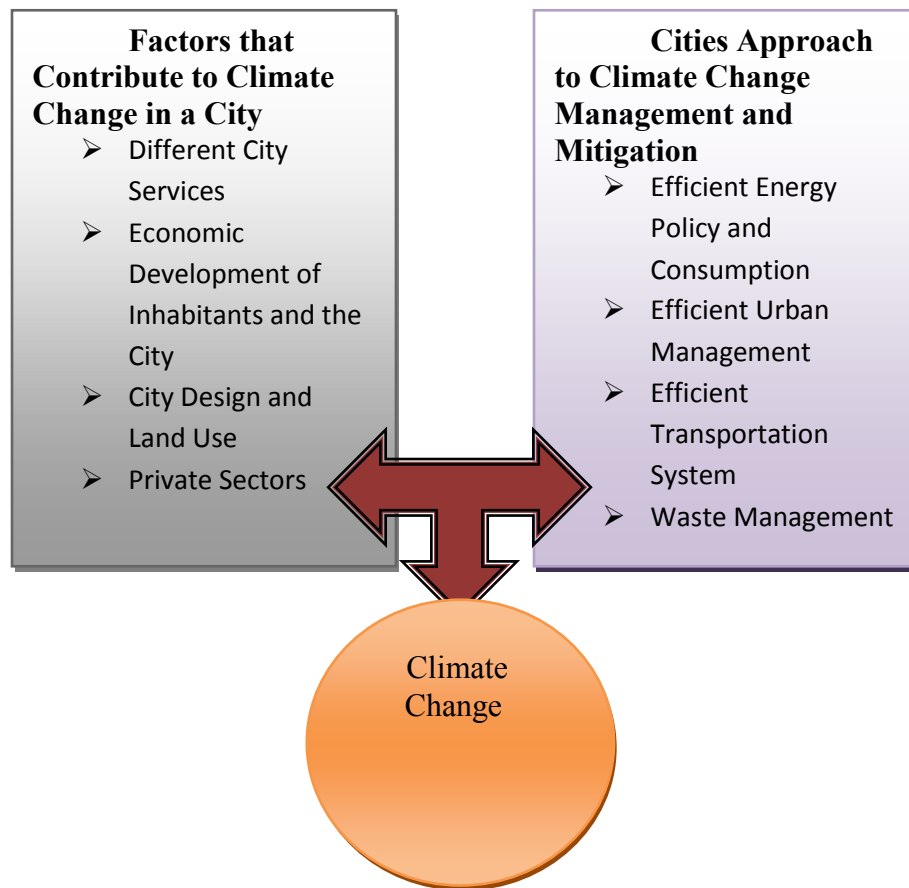 Factors that
Contribute to Climate
Change in a City
➢ Different City
Services
➢ Economic
Development of
Inhabitants and the
City
➢ City Design and
Land Use
➢ Private Sectors
Cities Approach
to Climate Change
Management and
Mitigation
➢ Efficient Energy
Policy and
Consumption
➢ Efficient Urban
Management
➢ Efficient
Transportation
System
➢ Waste Management
Climate
Change